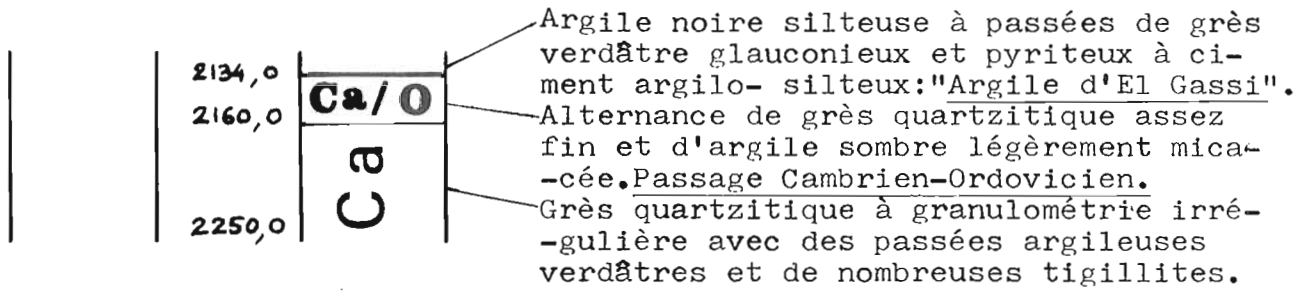 Argile noire silteuse à passées de grès
verdâtre glauconieux et pyriteux à ci-
ment argilo- silteux:"Argile d'El Gassi".
2134,0
Ca/O
2160,0
Alternance de grès quartzitique assez
fin et d'argile sombre légèrement mica-
-cée.Passage Cambrien-Ordovicien.
Ca
2250,0
Grès quartzitique à granulométrie irré-
-gulière avec des passées argileuses
verdâtres et de nombreuses tigillites.